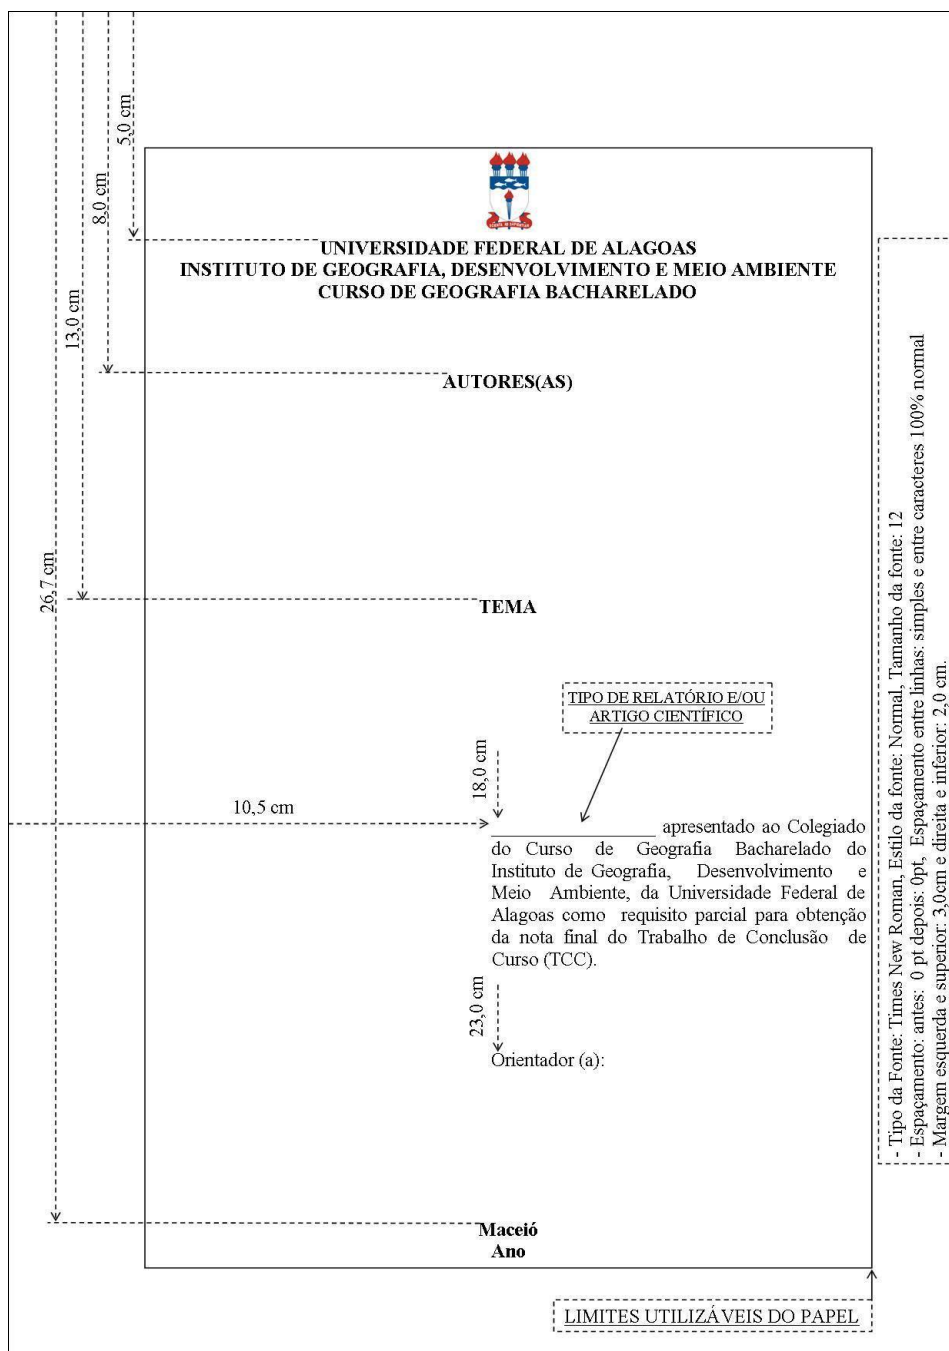 5,0 cm
8,0 cm
13,0 cm
26,7 cm
UNIVERSIDADE FEDERAL DE ALAGOAS
INSTITUTO DE GEOGRAFIA, DESENVOLVIMENTO E MEIO AMBIENTE
CURSO DE GEOGRAFIA BACHARELADO
AUTORES(AS)
TEMA
TIPO DE RELATÓRIO E/OU
ARTIGO CIENTÍFICO
18,0 cm
10,5 cm
__________________ apresentado ao Colegiado
do Curso de Geografia Bacharelado do
Instituto de Geografia, Desenvolvimento e
Meio Ambiente, da Universidade Federal de
Alagoas como requisito parcial para obtenção
da nota final do Trabalho de Conclusão de
Curso (TCC).
23,0 cm
Orientador (a):
Maceió
Ano
LIMITES UTILIZÁVEIS DO PAPEL
- Tipo da Fonte: Times New Roman, Estilo da fonte: Normal, Tamanho da fonte: 12
- Espaçamento: antes: 0 pt depois: 0pt, Espaçamento entre linhas: simples e entre caracteres 100% normal
- Margem esquerda e superior: 3,0cm e direita e inferior: 2,0 cm.